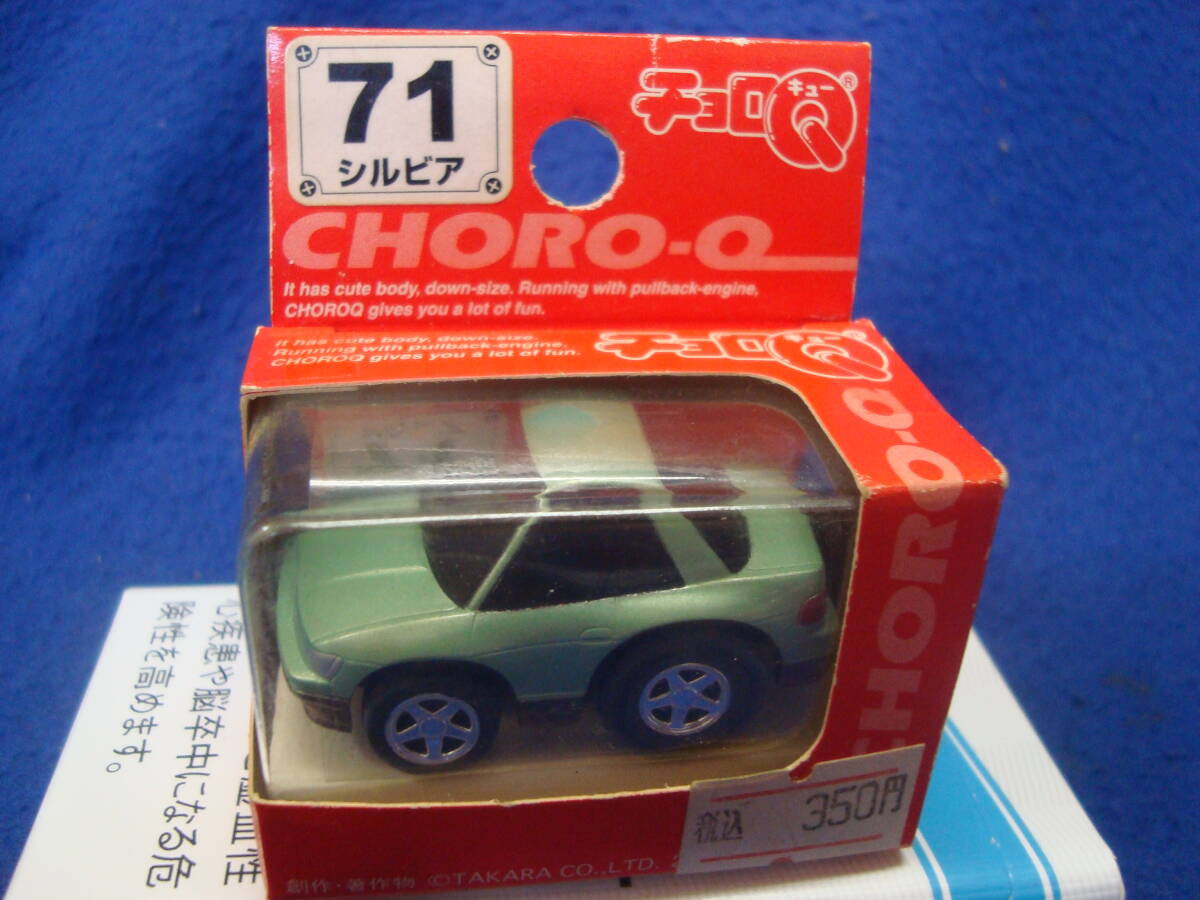 71
シルビア
チョロQ
キュー
®
CHORO-Q
It has cute body, down-size. Running with pullback-engine,
CHOROQ gives you a lot of fun.
It has cute body, down-size.
Running with pullback-engine,
CHOROQ gives you a lot of fun.
チョロQ
キュー
®
CHORO-Q
税込 350円
創作・著作物 ©TAKARA CO.,LTD.
心疾患や脳卒中になる危
険性を高めます。